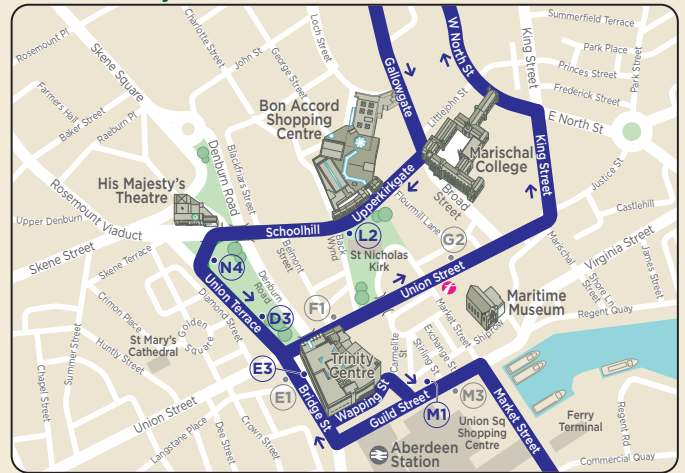 Rosemount Pl
Skene Square
Charlotte Street
John St
Loch Street
George Street
Gallowgate
W North St
King Street
Summerfield Terrace
Park Place
Park Street
Princes Street
Frederick Street
E North St
Farmers Hall
Baker Street
Raeburn Pl
Bon Accord
Shopping
Centre
Littlejohn St
Marischal
College
King Street
Justice St
Denburn Road
Blackfriars Street
His Majesty's
Theatre
Rosemount
Viaduct
Upper Denburn
Skene Street
Skene Terrace
Schoolhill
Upperkirkgate
Broad
Street
Flourmill Lane
Castlehill
Back
Wynd
L2
St Nicholas
Kirk
G2
Marischal
Street
Virginia Street
James Street
Belmont
Street
N4
Union Terrace
Denburn
Road
D3
Union Street
F1
Market Street
Shiprow
Maritime
Museum
Shore Ln
Regent Quay
Crimon Place
Diamond Street
Golden
Square
Huntly Street
St Mary's
Cathedral
Summer Street
Chapel Street
Exchange St
Stirling St
Carmelite
St
Trinity
Centre
E3
E1
Bridge St
Wapping St
Guild Street
M1
M3
Market Street
Union Street
Langstane Place
Dee Street
Crown Street
Union Sq
Shopping
Centre
Ferry
Terminal
Regent Rd
Aberdeen
Station
Commercial Quay